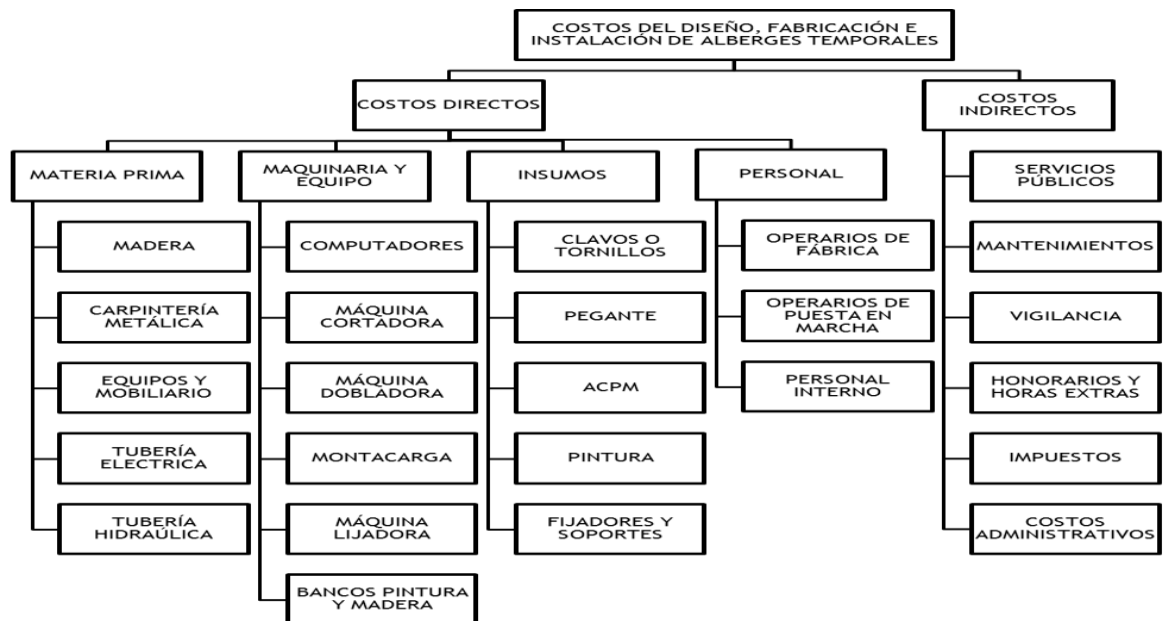 COSTOS DEL DISEÑO, FABRICACIÓN E
INSTALACIÓN DE ALBERGES TEMPORALES
COSTOS DIRECTOS
COSTOS
INDIRECTOS
MATERIA PRIMA
MAQUINARIA Y
EQUIPO
INSUMOS
PERSONAL
MADERA
CARPINTERÍA
METÁLICA
EQUIPOS Y
MOBILIARIO
TUBERÍA
ELECTRICA
TUBERÍA
HIDRAÚLICA
COMPUTADORES
MÁQUINA
CORTADORA
MÁQUINA
DOBLADORA
MONTACARGA
MÁQUINA
LIJADORA
BANCOS PINTURA
Y MADERA
CLAVOS O
TORNILLOS
PEGANTE
ACPM
PINTURA
FIJADORES Y
SOPORTES
OPERARIOS DE
FÁBRICA
OPERARIOS DE
PUESTA EN
MARCHA
PERSONAL
INTERNO
SERVICIOS
PÚBLICOS
MANTENIMIENTOS
VIGILANCIA
HONORARIOS Y
HORAS EXTRAS
IMPUESTOS
COSTOS
ADMINISTRATIVOS